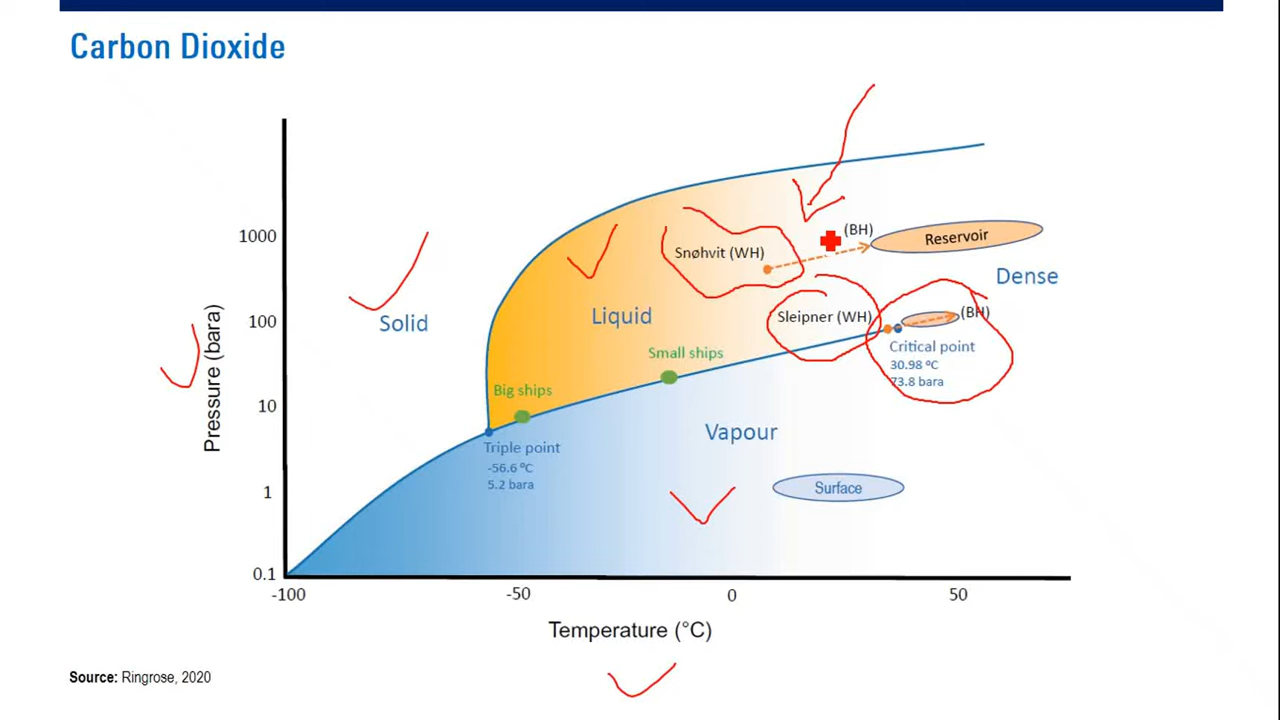 Carbon Dioxide
1000
100
10
1
0.1
Pressure (bara)
-100
-50
0
50
Temperature (°C)
Solid
Liquid
Vapour
Dense
Snøhvit (WH)
(BH)
Reservoir
Sleipner (WH)
(BH)
Critical point
30.98 °C
73.8 bara
Small ships
Big ships
Triple point
-56.6 °C
5.2 bara
Surface
Source: Ringrose, 2020